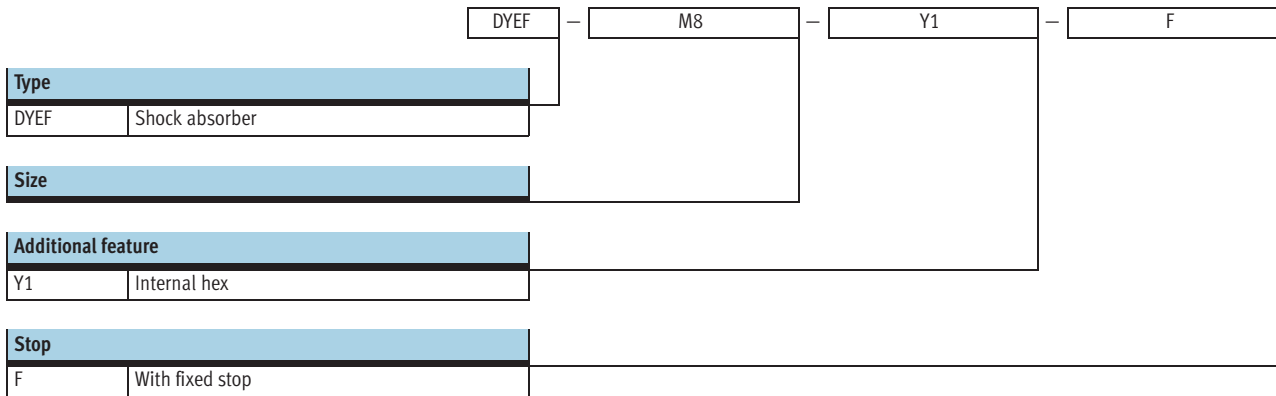 DYEF – M8 – Y1 – F
Type
DYEF Shock absorber
Size
Additional feature
Y1 Internal hex
Stop
F With fixed stop